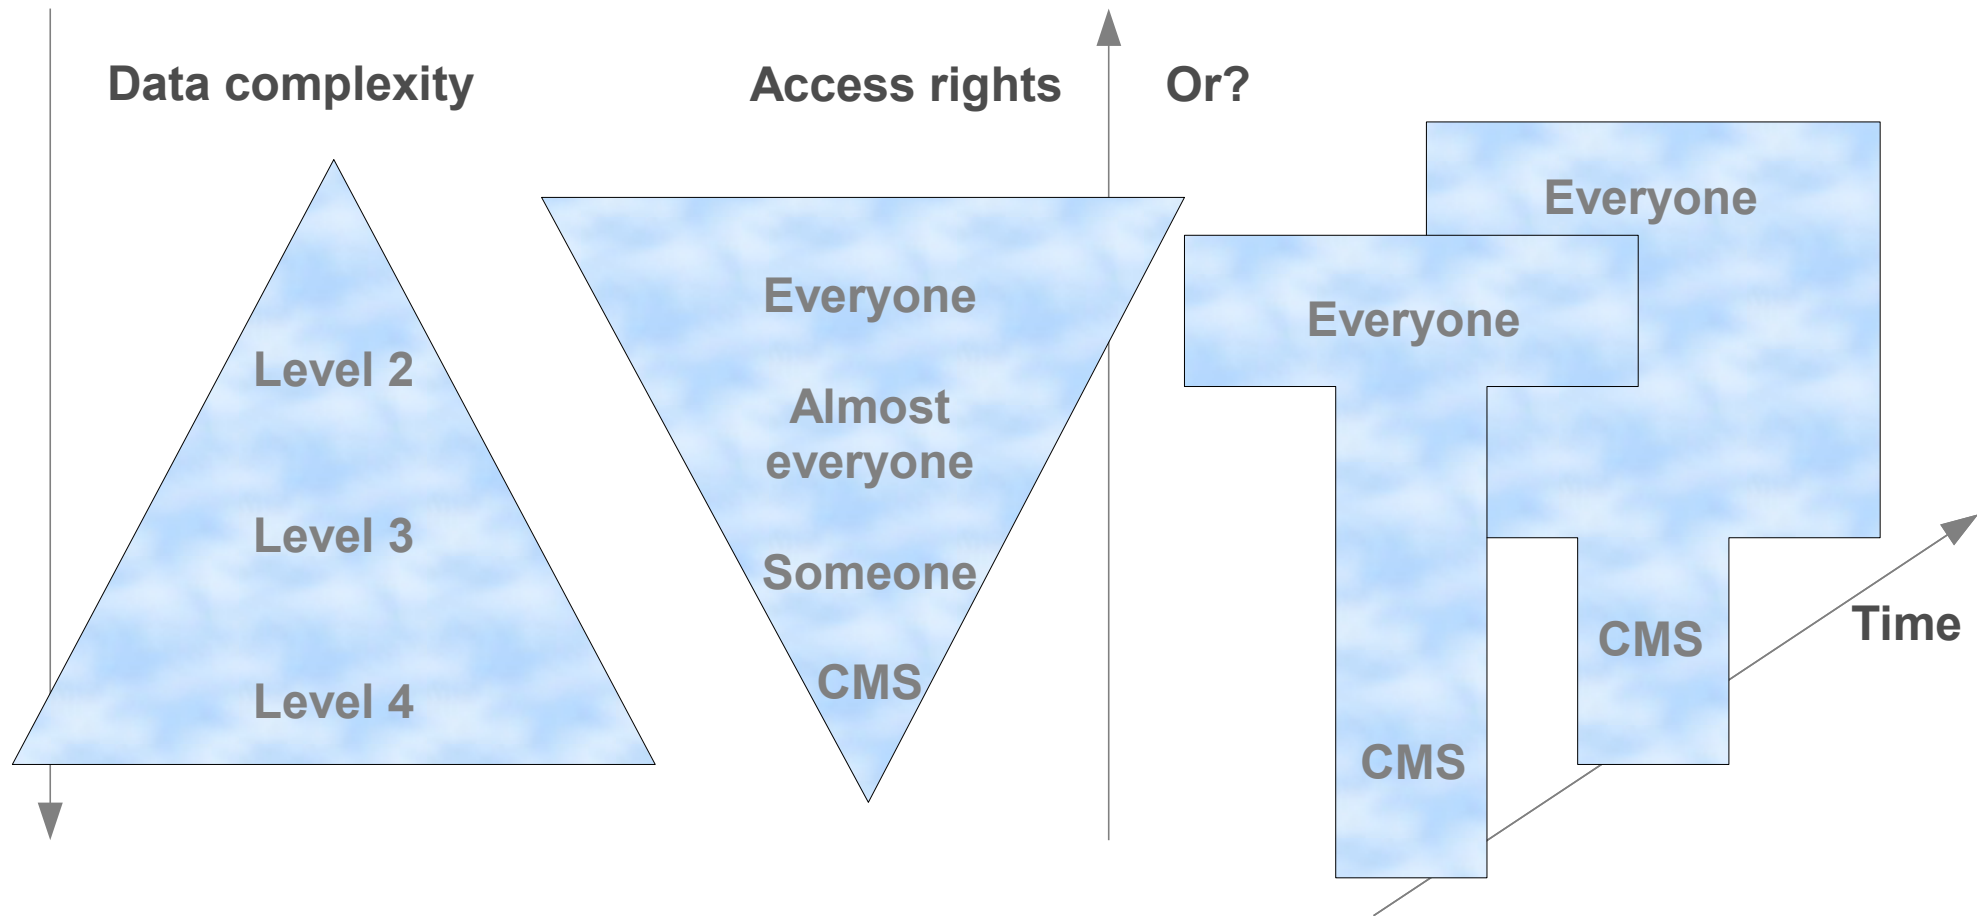 Data complexity
Level 2
Level 3
Level 4
Access rights
Everyone
Almost
everyone
Someone
CMS
Or?
Everyone
Everyone
CMS
CMS
Time